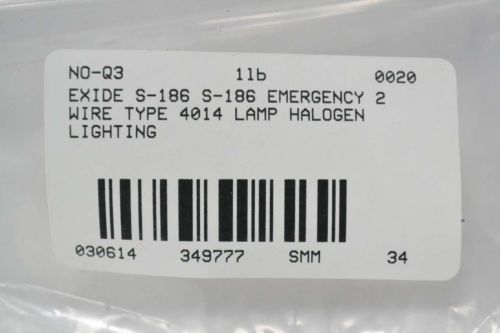 NO-Q3 1lb 0020
EXIDE S-186 S-186 EMERGENCY 2
WIRE TYPE 4014 LAMP HALOGEN
LIGHTING
030614 349777 SMM 34